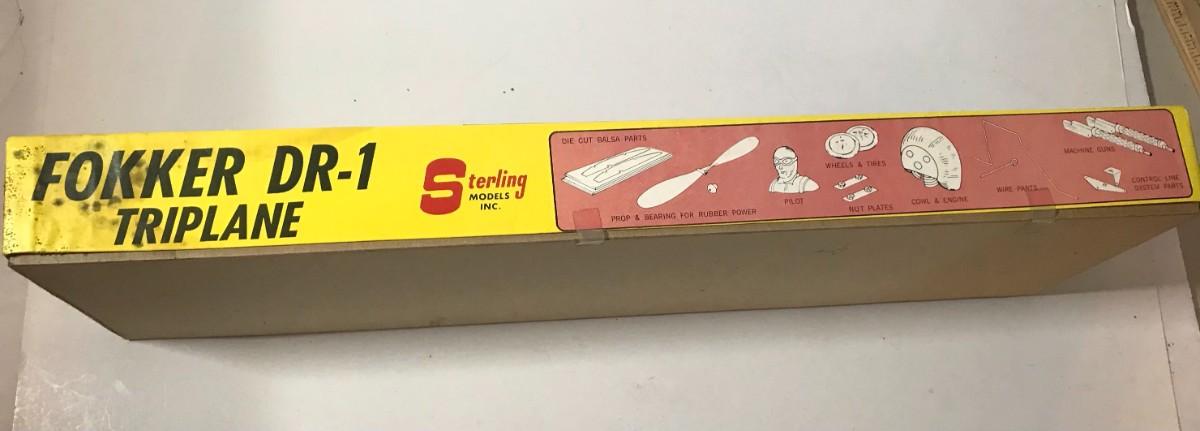 FOKKER DR-1
TRIPLANE
Sterling
MODELS
INC.
DIE CUT BALSA PARTS
PROP & BEARING FOR RUBBER POWER
PILOT
WHEELS & TIRES
NUT PLATES
COWL & ENGINE
WIRE PARTS
MACHINE GUNS
CONTROL LINE
SYSTEM PARTS